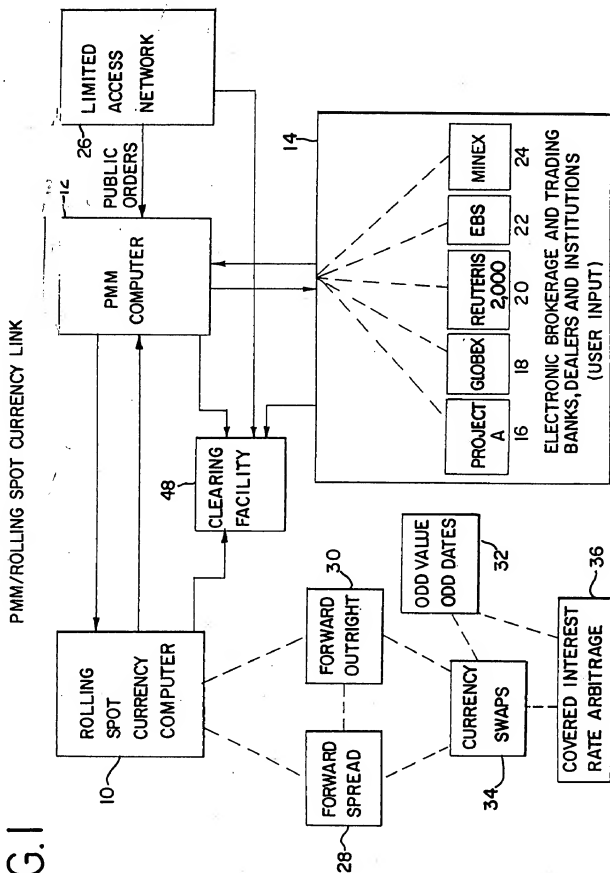 FIG.1
PMM/ROLLING SPOT CURRENCY LINK
ROLLING
SPOT
CURRENCY
COMPUTER
10
PMM
COMPUTER
12
PUBLIC
ORDERS
26
LIMITED
ACCESS
NETWORK
48
CLEARING
FACILITY
14
PROJECT
A
16
GLOBEX
18
REUTERIS
2,000
20
EBS
22
MINEX
24
ELECTRONIC BROKERAGE AND TRADING
BANKS, DEALERS AND INSTITUTIONS
(USER INPUT)
FORWARD
SPREAD
28
FORWARD
OUTRIGHT
30
CURRENCY
SWAPS
34
ODD VALUE
ODD DATES
32
COVERED INTEREST
RATE ARBITRAGE
36